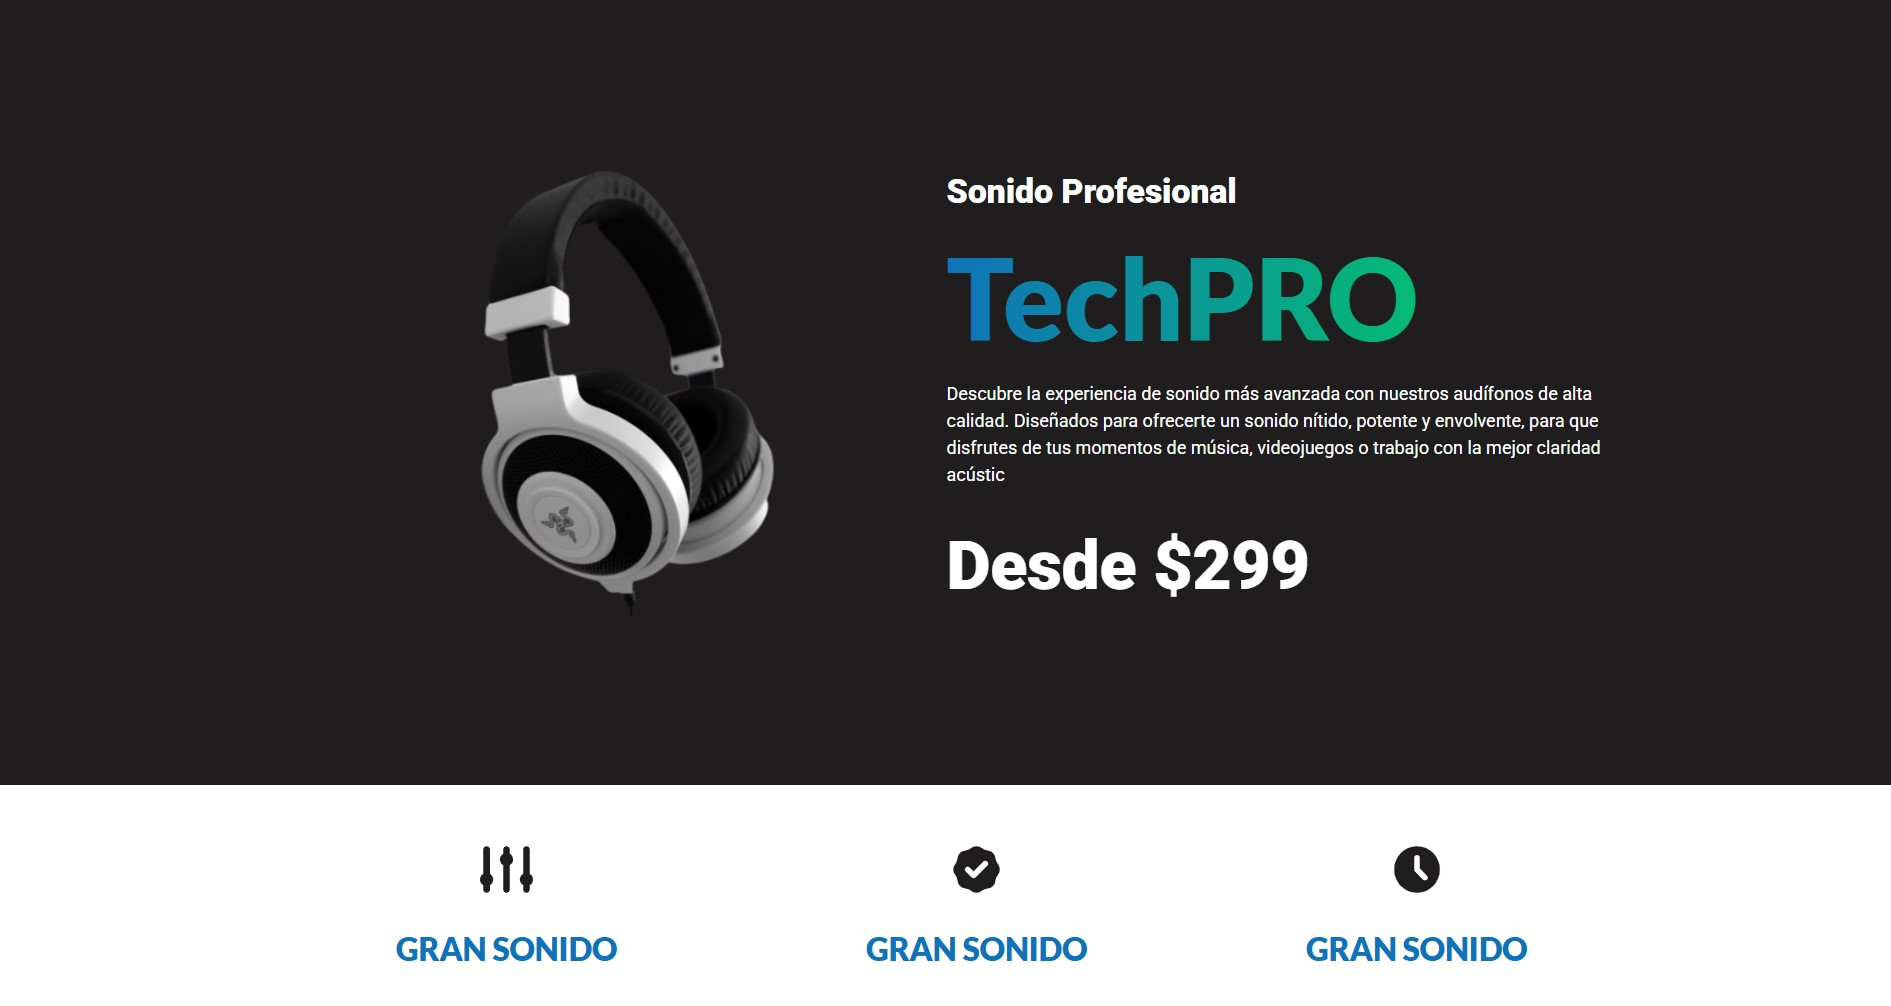 Sonido Profesional
TechPRO
Descubre la experiencia de sonido más avanzada con nuestros audífonos de alta
calidad. Diseñados para ofrecerte un sonido nítido, potente y envolvente, para que
disfrutes de tus momentos de música, videojuegos o trabajo con la mejor claridad
acústic
Desde $299
GRAN SONIDO
GRAN SONIDO
GRAN SONIDO